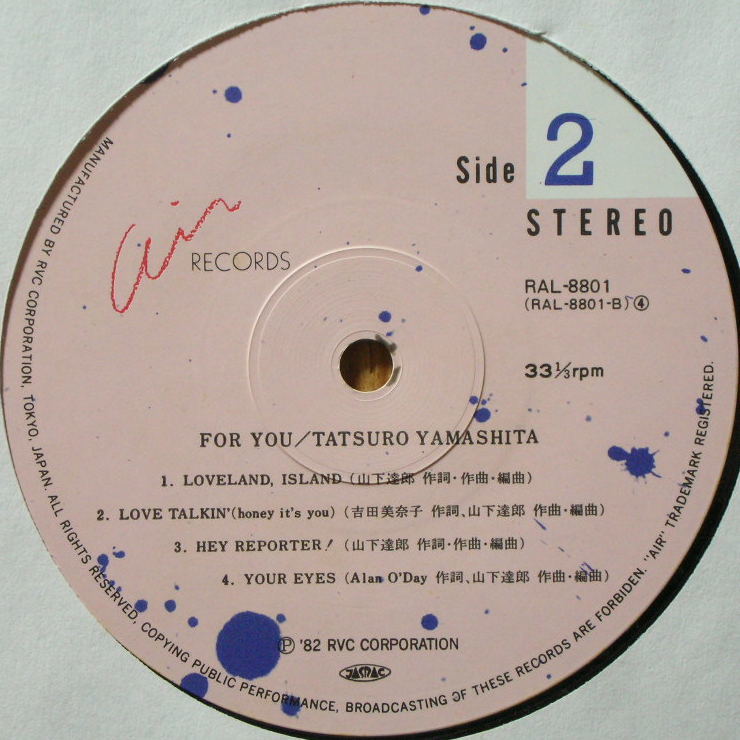 Side 2
STEREO
air RECORDS
RAL-8801
(RAL-8801-B) ④
33⅓rpm
FOR YOU/TATSURO YAMASHITA
1. LOVELAND, ISLAND (山下達郎 作詞・作曲・編曲)
2. LOVE TALKIN'(honey it's you) (吉田美奈子 作詞、山下達郎 作曲・編曲)
3. HEY REPORTER! (山下達郎 作詞・作曲・編曲)
4. YOUR EYES (Alan O'Day 作詞、山下達郎 作曲・編曲)
Ⓟ '82 RVC CORPORATION
JASRAC
MANUFACTURED BY RVC CORPORATION, TOKYO, JAPAN. ALL RIGHTS RESERVED, COPYING PUBLIC PERFORMANCE, BROADCASTING OF THESE RECORDS ARE FORBIDEN. "AIR" TRADEMARK REGISTERED.